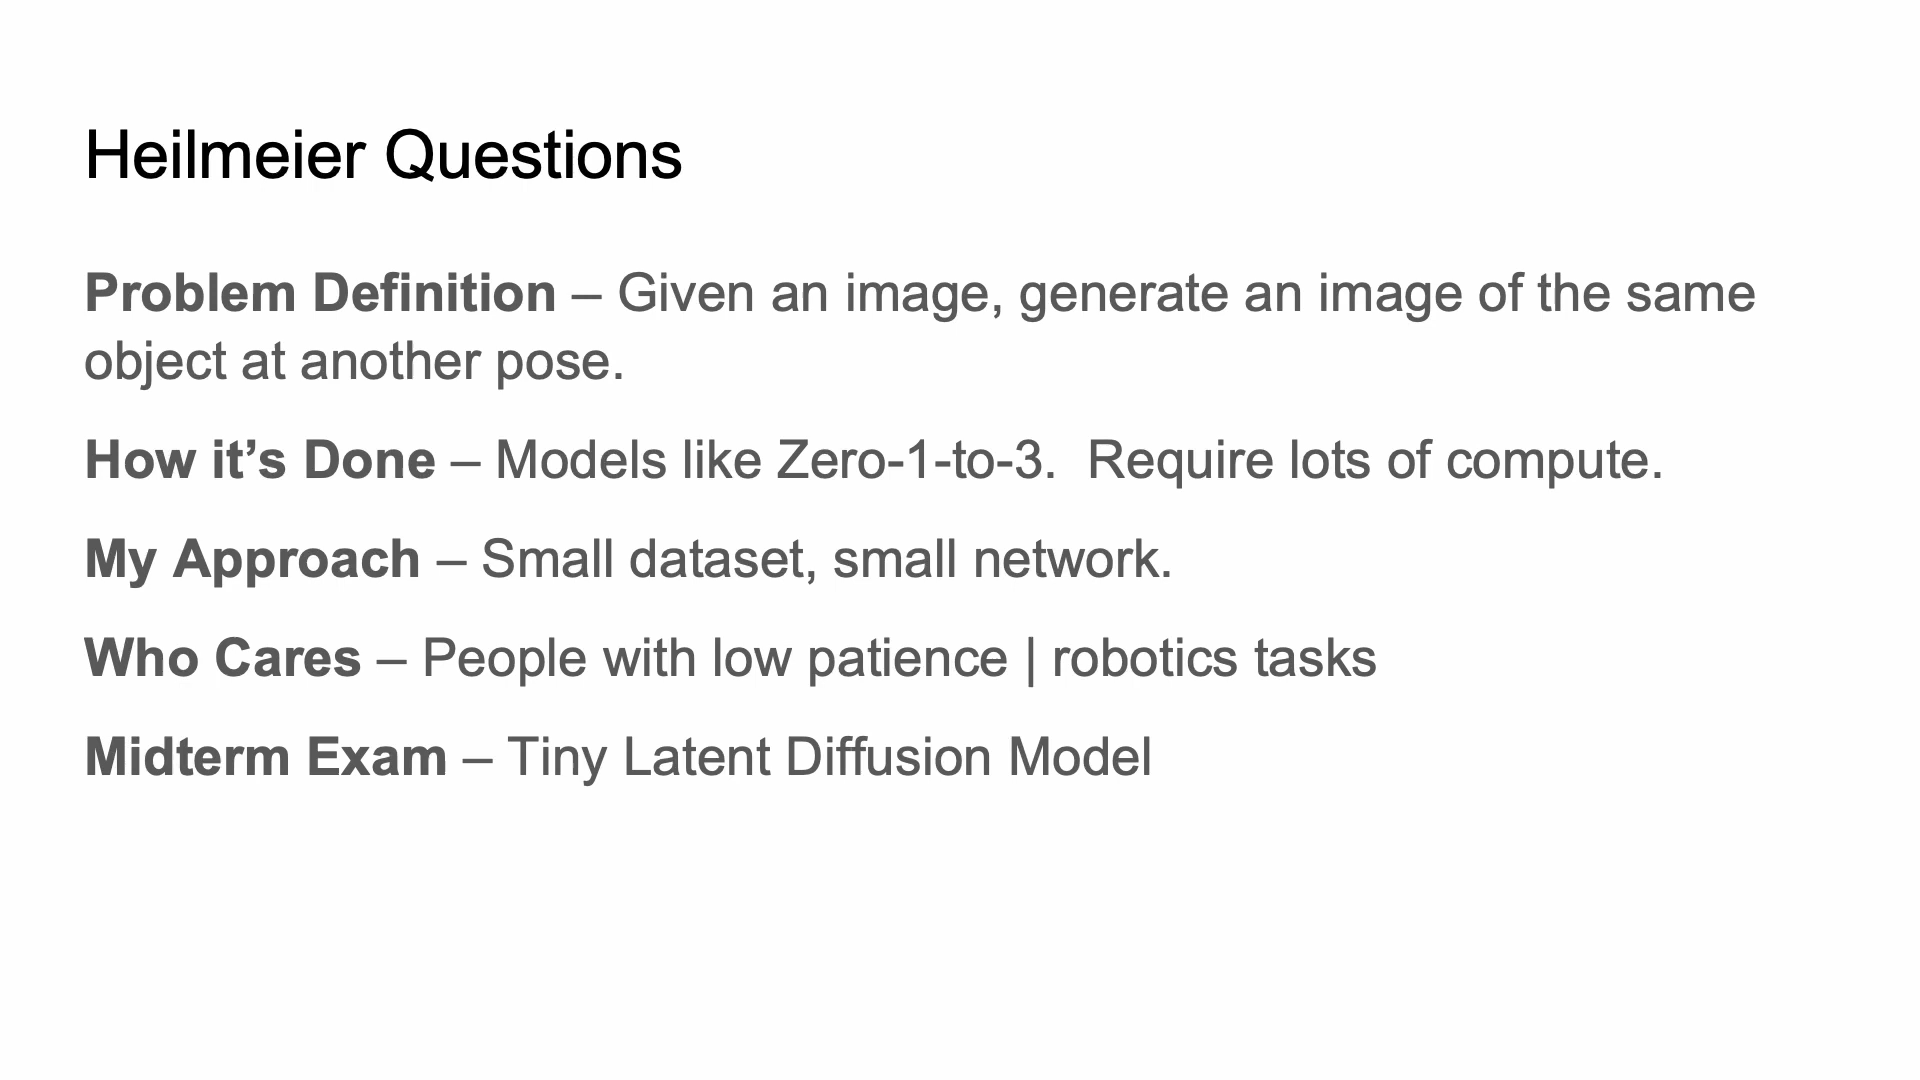 Heilmeier Questions
Problem Definition – Given an image, generate an image of the same
object at another pose.
How it’s Done – Models like Zero-1-to-3.  Require lots of compute.
My Approach – Small dataset, small network.
Who Cares – People with low patience | robotics tasks
Midterm Exam – Tiny Latent Diffusion Model